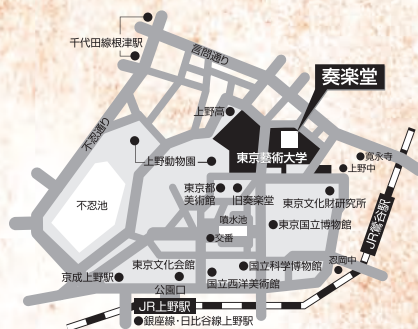 千代田線根津駅
言問通り
奏楽堂
不忍通り
上野高
上野動物園
東京藝術大学
寛永寺
上野中
東京都
美術館
旧奏楽堂
東京文化財研究所
不忍池
噴水池
東京国立博物館
JR鶯谷駅
交番
忍岡中
東京文化会館
国立科学博物館
京成上野駅
国立西洋美術館
公園口
JR上野駅
銀座線・日比谷線上野駅